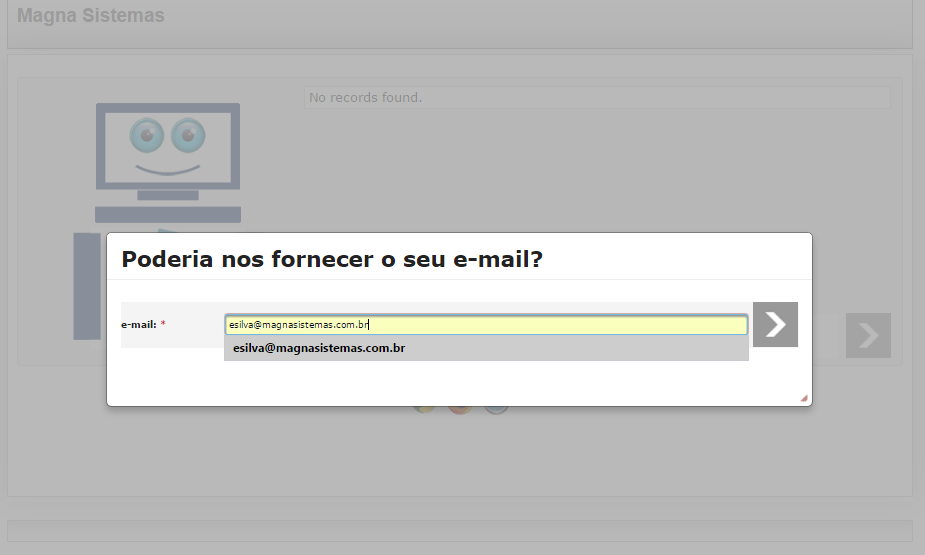 Magna Sistemas
No records found.
Poderia nos fornecer o seu e-mail?
e-mail: *
esilva@magnasistemas.com.br
esilva@magnasistemas.com.br